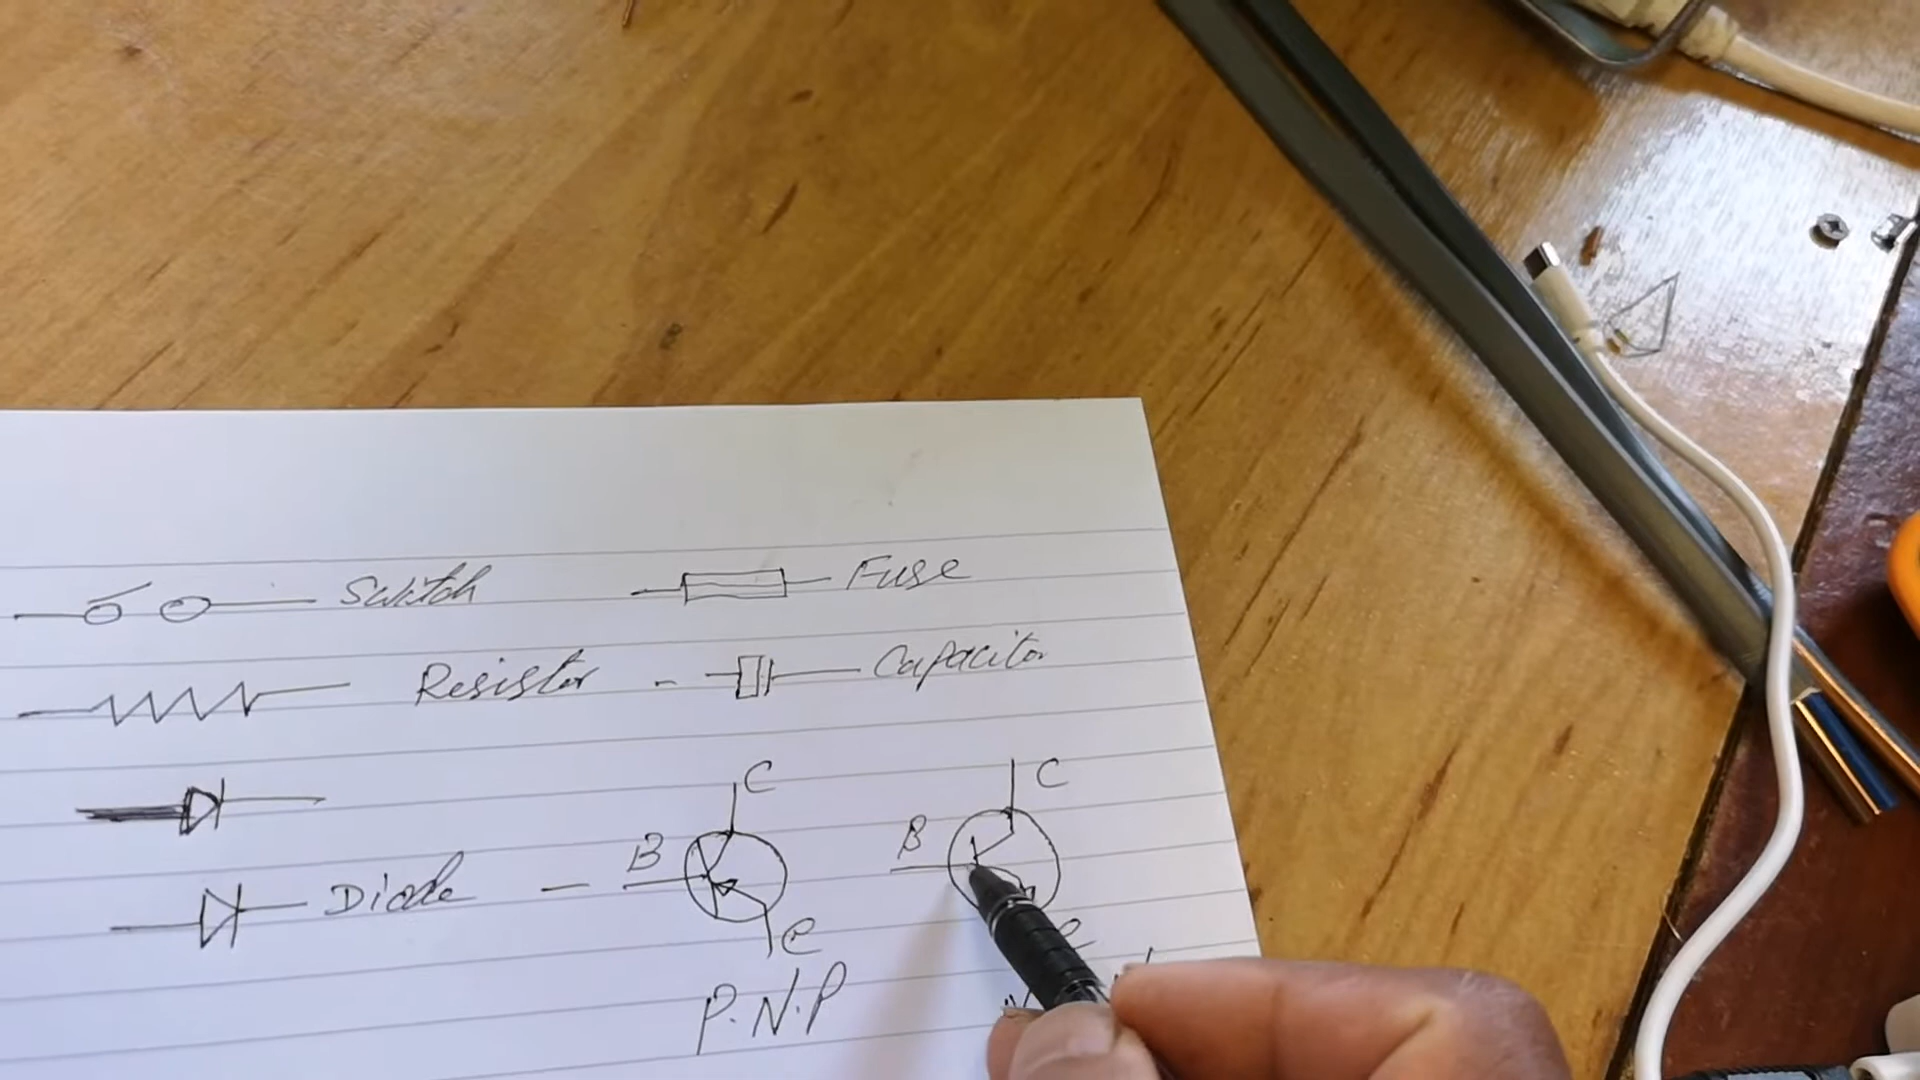 Switch Fuse
Resistor - Capacitor
C C
B B
Diode -
e e
P.N.P